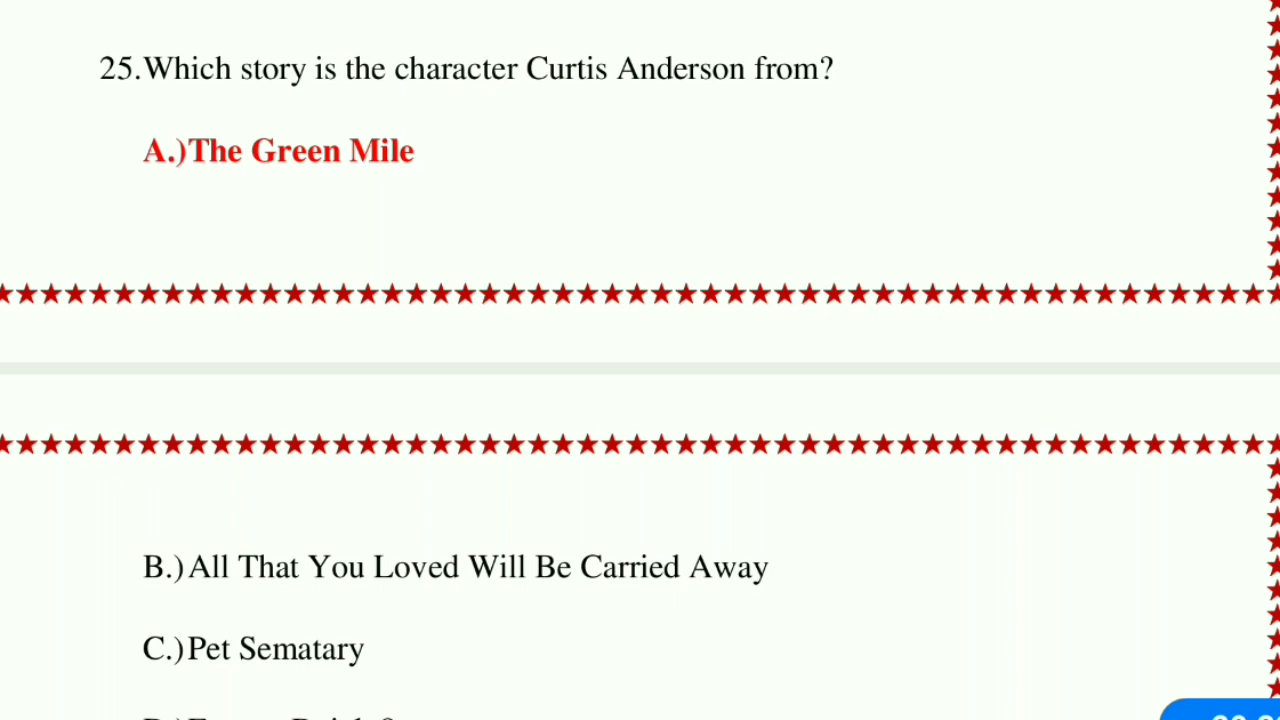 25. Which story is the character Curtis Anderson from?
A.) The Green Mile
B.) All That You Loved Will Be Carried Away
C.) Pet Sematary